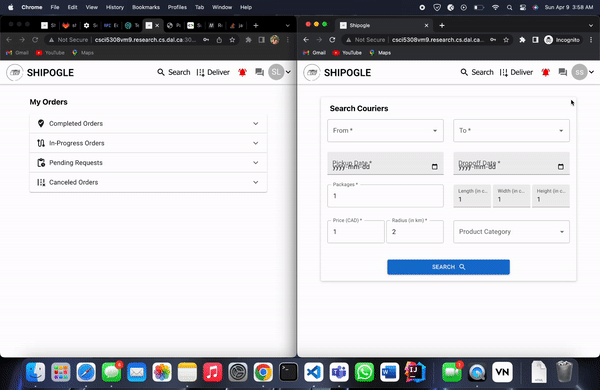 Chrome File Edit View History Bookmarks Profiles Tab Window Help
Sun Apr 9 3:58 AM
Not Secure csci5308vm9.research.cs.dal.ca:30...
Gmail YouTube Maps
SHIPOGLE
Search Deliver SL
My Orders
Completed Orders
In-Progress Orders
Pending Requests
Canceled Orders
Shipogle
Not Secure csci5308vm9.research.cs.dal.ca...
Incognito
Gmail YouTube Maps
SHIPOGLE
Search Deliver SS
Search Couriers
From * To *
Pickup Date * Dropoff Date *
yyyy-mm-dd yyyy-mm-dd
Packages * Length (in c... Width (in c... Height (in c...
1 1 1 1
Price (CAD) * Radius (in km) *
1 2 Product Category
SEARCH